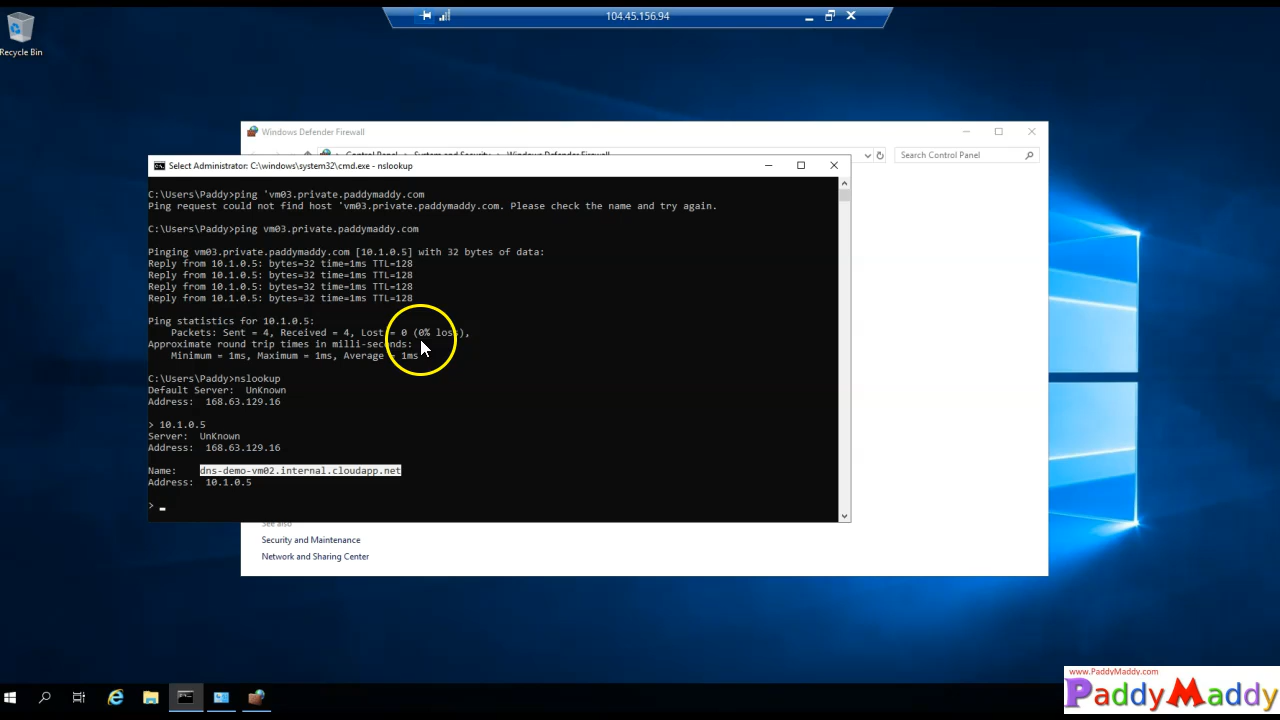 104.45.156.94
Recycle Bin
Windows Defender Firewall
Control Panel System and Security Windows Defender Firewall
Search Control Panel
Select Administrator: C:\windows\system32\cmd.exe - nslookup
C:\Users\Paddy>ping 'vm03.private.paddymaddy.com
Ping request could not find host 'vm03.private.paddymaddy.com. Please check the name and try again.
C:\Users\Paddy>ping vm03.private.paddymaddy.com
Pinging vm03.private.paddymaddy.com [10.1.0.5] with 32 bytes of data:
Reply from 10.1.0.5: bytes=32 time=1ms TTL=128
Reply from 10.1.0.5: bytes=32 time=1ms TTL=128
Reply from 10.1.0.5: bytes=32 time=1ms TTL=128
Reply from 10.1.0.5: bytes=32 time=1ms TTL=128
Ping statistics for 10.1.0.5:
Packets: Sent = 4, Received = 4, Lost = 0 (0% loss),
Approximate round trip times in milli-seconds:
Minimum = 1ms, Maximum = 1ms, Average = 1ms
C:\Users\Paddy>nslookup
Default Server: UnKnown
Address: 168.63.129.16
> 10.1.0.5
Server: UnKnown
Address: 168.63.129.16
Name: dns-demo-vm02.internal.cloudapp.net
Address: 10.1.0.5
>
See also
Security and Maintenance
Network and Sharing Center
www.PaddyMaddy.com
PaddyMaddy